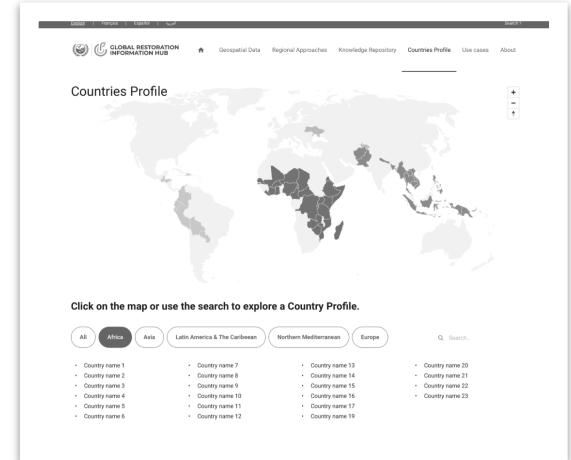 English | Français | Español | العربية
Search
GLOBAL RESTORATION
INFORMATION HUB
Geospatial Data
Regional Approaches
Knowledge Repository
Countries Profile
Use cases
About
Countries Profile
+
−
Click on the map or use the search to explore a Country Profile.
All
Africa
Asia
Latin America & The Caribeean
Northern Mediterranean
Europe
Search..
Country name 1
Country name 2
Country name 3
Country name 4
Country name 5
Country name 6
Country name 7
Country name 8
Country name 9
Country name 10
Country name 11
Country name 12
Country name 13
Country name 14
Country name 15
Country name 16
Country name 17
Country name 19
Country name 20
Country name 21
Country name 22
Country name 23